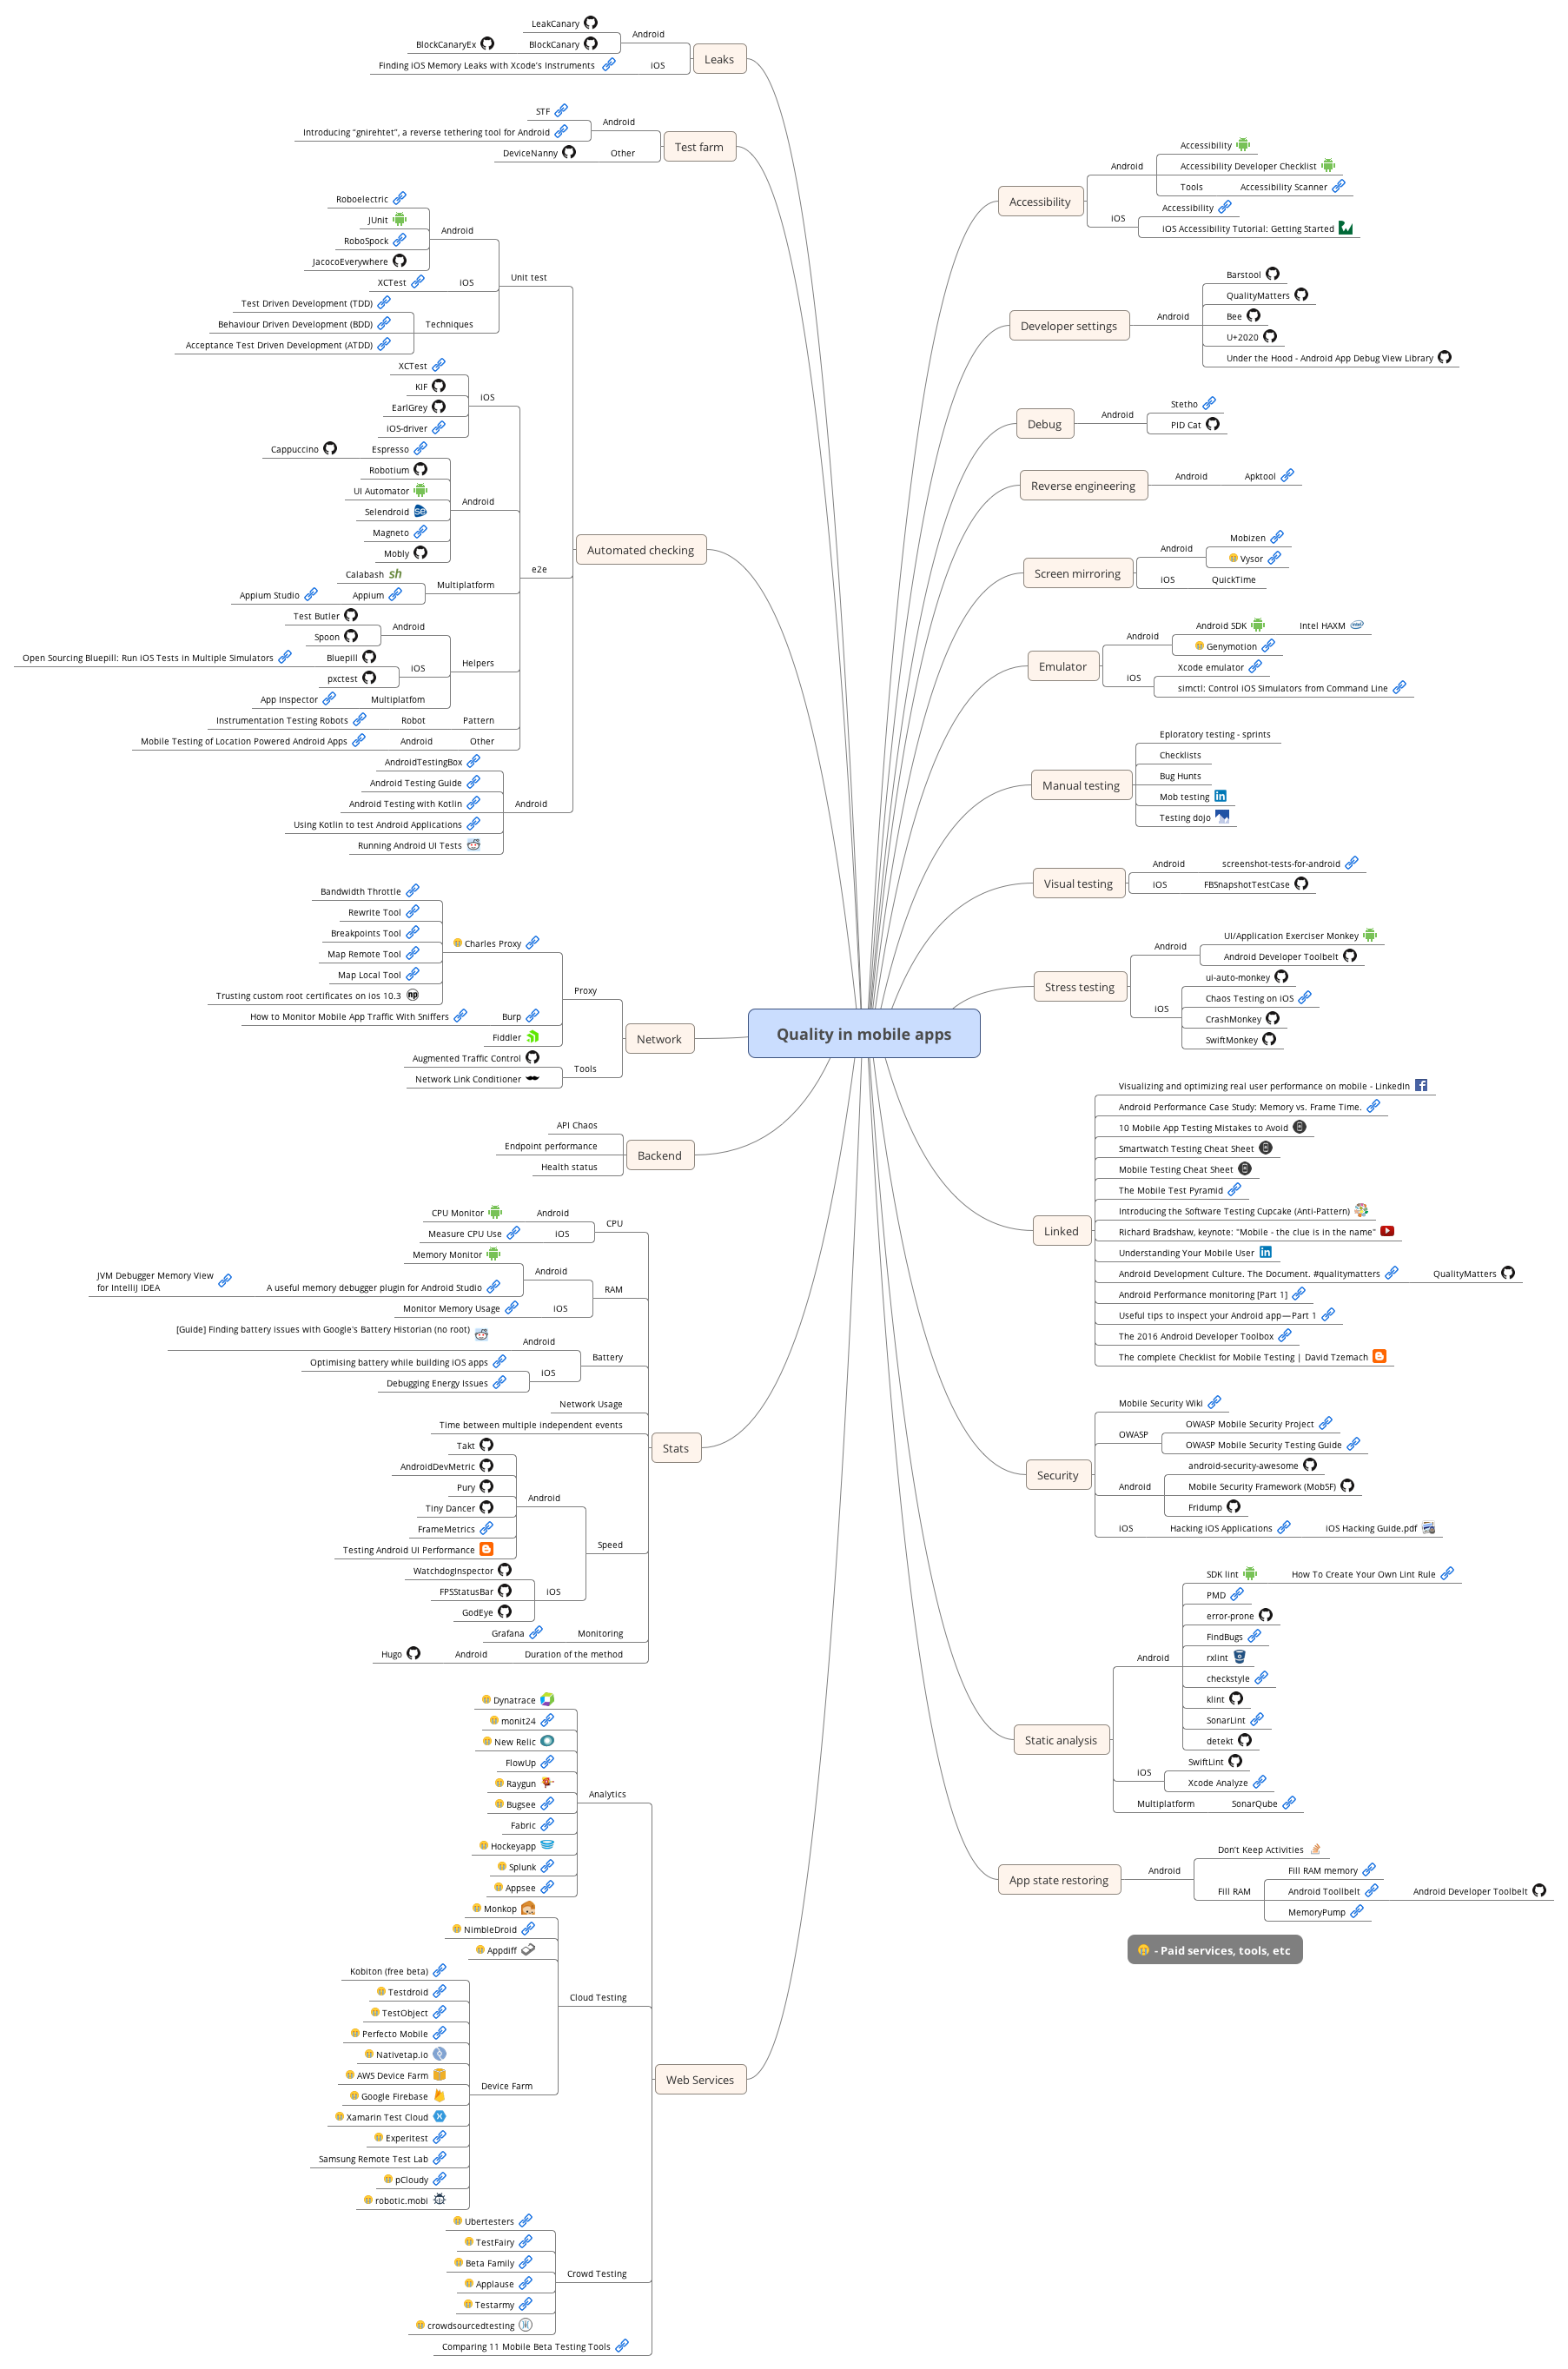 Quality in mobile apps
Leaks
Android
LeakCanary
BlockCanary
BlockCanaryEx
iOS
Finding iOS Memory Leaks with Xcode's Instruments
Test farm
Android
STF
Introducing “gnirehtet”, a reverse tethering tool for Android
Other
DeviceNanny
Automated checking
Unit test
Android
Roboelectric
JUnit
RoboSpock
JacocoEverywhere
iOS
XCTest
Techniques
Test Driven Development (TDD)
Behaviour Driven Development (BDD)
Acceptance Test Driven Development (ATDD)
e2e
iOS
XCTest
KIF
EarlGrey
iOS-driver
Android
Espresso
Cappuccino
Robotium
UI Automator
Selendroid
Magneto
Mobly
Multiplatform
Calabash
Appium
Appium Studio
Helpers
Android
Test Butler
Spoon
iOS
Bluepill
Open Sourcing Bluepill: Run iOS Tests in Multiple Simulators
pxctest
Multiplatfom
App Inspector
Pattern
Robot
Instrumentation Testing Robots
Other
Android
Mobile Testing of Location Powered Android Apps
Android
AndroidTestingBox
Android Testing Guide
Android Testing with Kotlin
Using Kotlin to test Android Applications
Running Android UI Tests
Network
Proxy
Charles Proxy
Bandwidth Throttle
Rewrite Tool
Breakpoints Tool
Map Remote Tool
Map Local Tool
Trusting custom root certificates on ios 10.3
Burp
How to Monitor Mobile App Traffic With Sniffers
Fiddler
Tools
Augmented Traffic Control
Network Link Conditioner
Backend
API Chaos
Endpoint performance
Health status
Stats
CPU
Android
CPU Monitor
iOS
Measure CPU Use
RAM
Android
Memory Monitor
A useful memory debugger plugin for Android Studio
JVM Debugger Memory View
for IntelliJ IDEA
iOS
Monitor Memory Usage
Battery
Android
[Guide] Finding battery issues with Google's Battery Historian (no root)
iOS
Optimising battery while building iOS apps
Debugging Energy Issues
Network Usage
Time between multiple independent events
Speed
Android
Takt
AndroidDevMetric
Pury
Tiny Dancer
FrameMetrics
Testing Android UI Performance
iOS
WatchdogInspector
FPSStatusBar
GodEye
Monitoring
Grafana
Duration of the method
Android
Hugo
Web Services
Analytics
Dynatrace
monit24
New Relic
FlowUp
Raygun
Bugsee
Fabric
Hockeyapp
Splunk
Appsee
Cloud Testing
Monkop
NimbleDroid
Appdiff
Device Farm
Kobiton (free beta)
Testdroid
TestObject
Perfecto Mobile
Nativetap.io
AWS Device Farm
Google Firebase
Xamarin Test Cloud
Experitest
Samsung Remote Test Lab
pCloudy
robotic.mobi
Crowd Testing
Ubertesters
TestFairy
Beta Family
Applause
Testarmy
crowdsourcedtesting
Comparing 11 Mobile Beta Testing Tools
Accessibility
Android
Accessibility
Accessibility Developer Checklist
Tools
Accessibility Scanner
iOS
Accessibility
iOS Accessibility Tutorial: Getting Started
Developer settings
Android
Barstool
QualityMatters
Bee
U+2020
Under the Hood - Android App Debug View Library
Debug
Android
Stetho
PID Cat
Reverse engineering
Android
Apktool
Screen mirroring
Android
Mobizen
Vysor
iOS
QuickTime
Emulator
Android
Android SDK
Intel HAXM
Genymotion
iOS
Xcode emulator
simctl: Control iOS Simulators from Command Line
Manual testing
Eploratory testing - sprints
Checklists
Bug Hunts
Mob testing
Testing dojo
Visual testing
Android
screenshot-tests-for-android
iOS
FBSnapshotTestCase
Stress testing
Android
UI/Application Exerciser Monkey
Android Developer Toolbelt
iOS
ui-auto-monkey
Chaos Testing on iOS
CrashMonkey
SwiftMonkey
Linked
Visualizing and optimizing real user performance on mobile - LinkedIn
Android Performance Case Study: Memory vs. Frame Time.
10 Mobile App Testing Mistakes to Avoid
Smartwatch Testing Cheat Sheet
Mobile Testing Cheat Sheet
The Mobile Test Pyramid
Introducing the Software Testing Cupcake (Anti-Pattern)
Richard Bradshaw, keynote: “Mobile - the clue is in the name”
Understanding Your Mobile User
Android Development Culture. The Document. #qualitymatters
QualityMatters
Android Performance monitoring [Part 1]
Useful tips to inspect your Android app — Part 1
The 2016 Android Developer Toolbox
The complete Checklist for Mobile Testing | David Tzemach
Security
Mobile Security Wiki
OWASP
OWASP Mobile Security Project
OWASP Mobile Security Testing Guide
Android
android-security-awesome
Mobile Security Framework (MobSF)
Fridump
iOS
Hacking iOS Applications
iOS Hacking Guide.pdf
Static analysis
Android
SDK lint
How To Create Your Own Lint Rule
PMD
error-prone
FindBugs
rxlint
checkstyle
klint
SonarLint
detekt
iOS
SwiftLint
Xcode Analyze
Multiplatform
SonarQube
App state restoring
Android
Don't Keep Activities
Fill RAM
Fill RAM memory
Android Toollbelt
Android Developer Toolbelt
MemoryPump
- Paid services, tools, etc